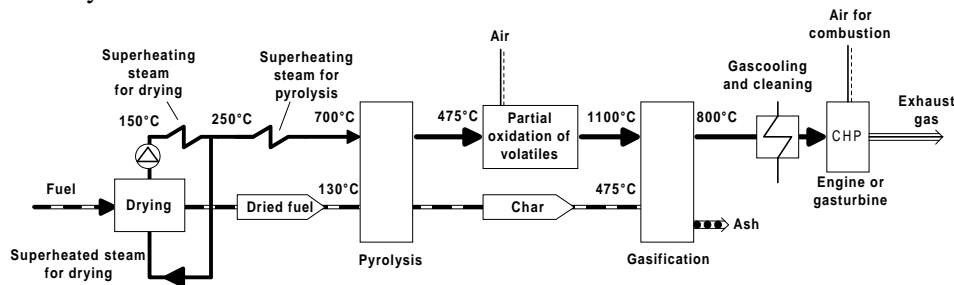 Superheating
steam
for drying
Superheating
steam for
pyrolysis
Air
Air for
combustion
Gascooling
and cleaning
Exhaust
gas
150°C
250°C
700°C
475°C
Partial
oxidation of
volatiles
1100°C
800°C
CHP
Engine or
gasturbine
Fuel
Drying
Dried fuel
130°C
Char
475°C
Ash
Superheated steam
for drying
Pyrolysis
Gasification